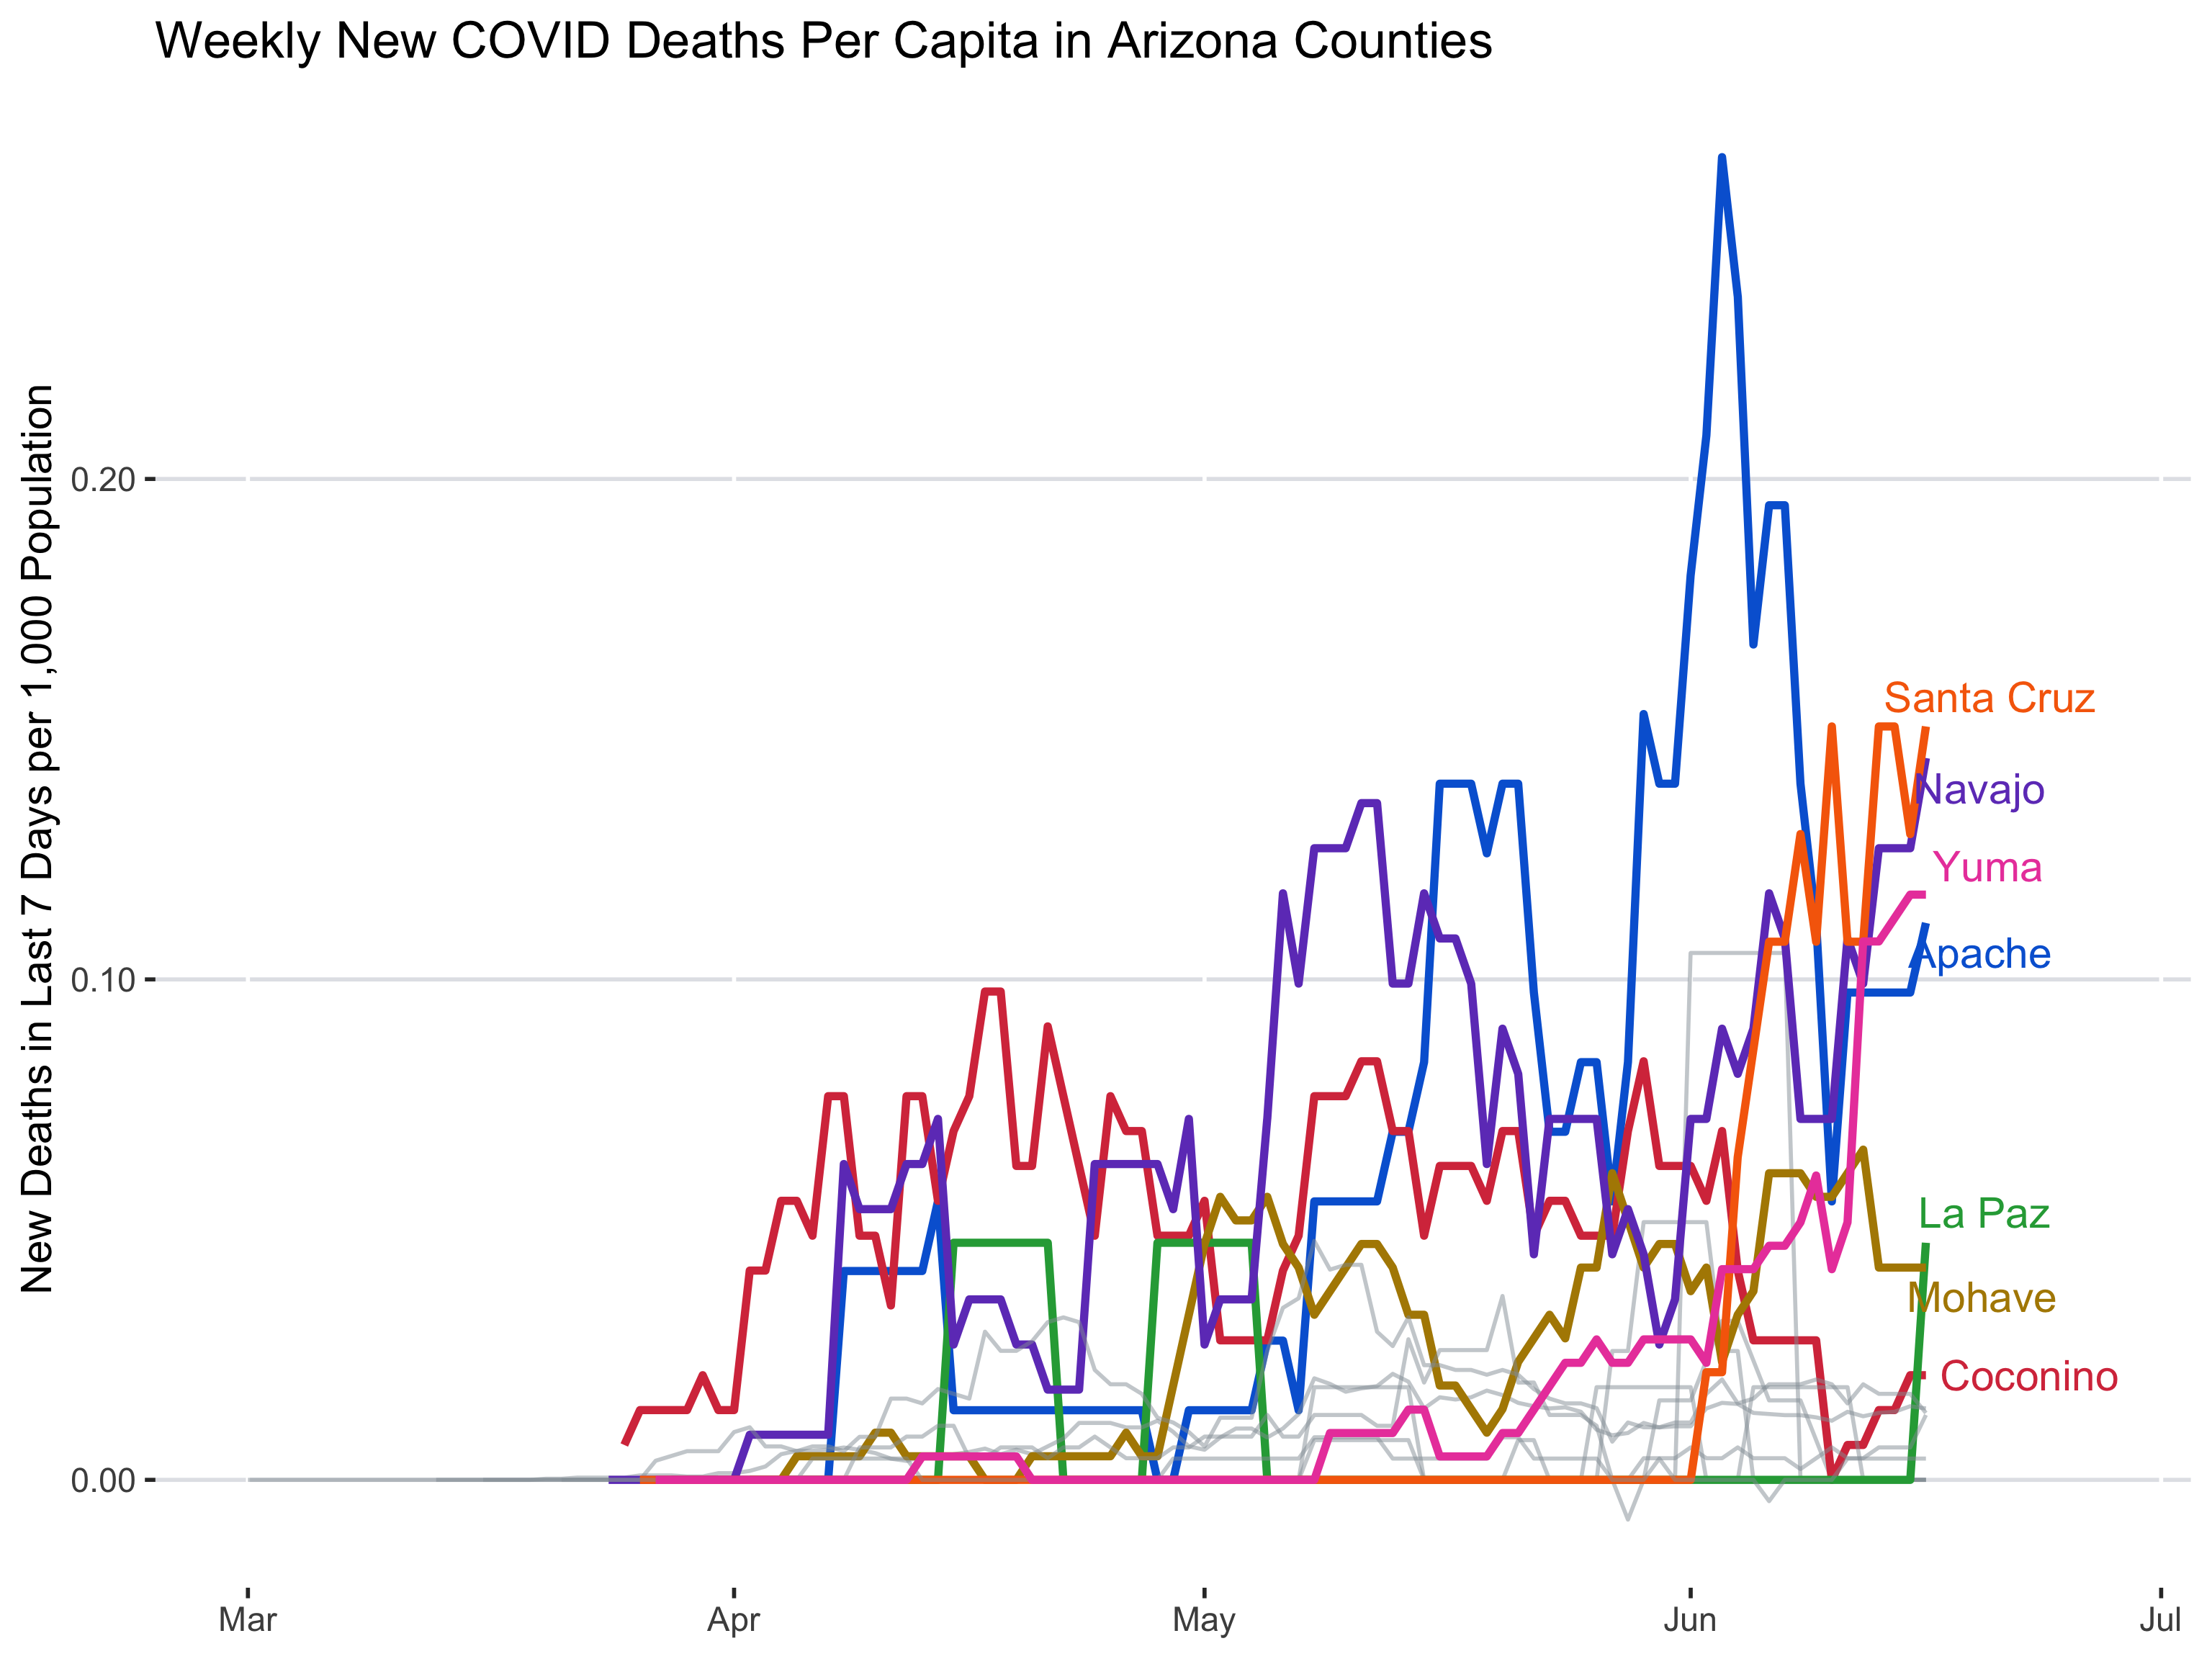 Weekly New COVID Deaths Per Capita in Arizona Counties
New Deaths in Last 7 Days per 1,000 Population
0.20
0.10
0.00
Santa Cruz
Navajo
Yuma
Apache
La Paz
Mohave
Coconino
Mar
Apr
May
Jun
Jul